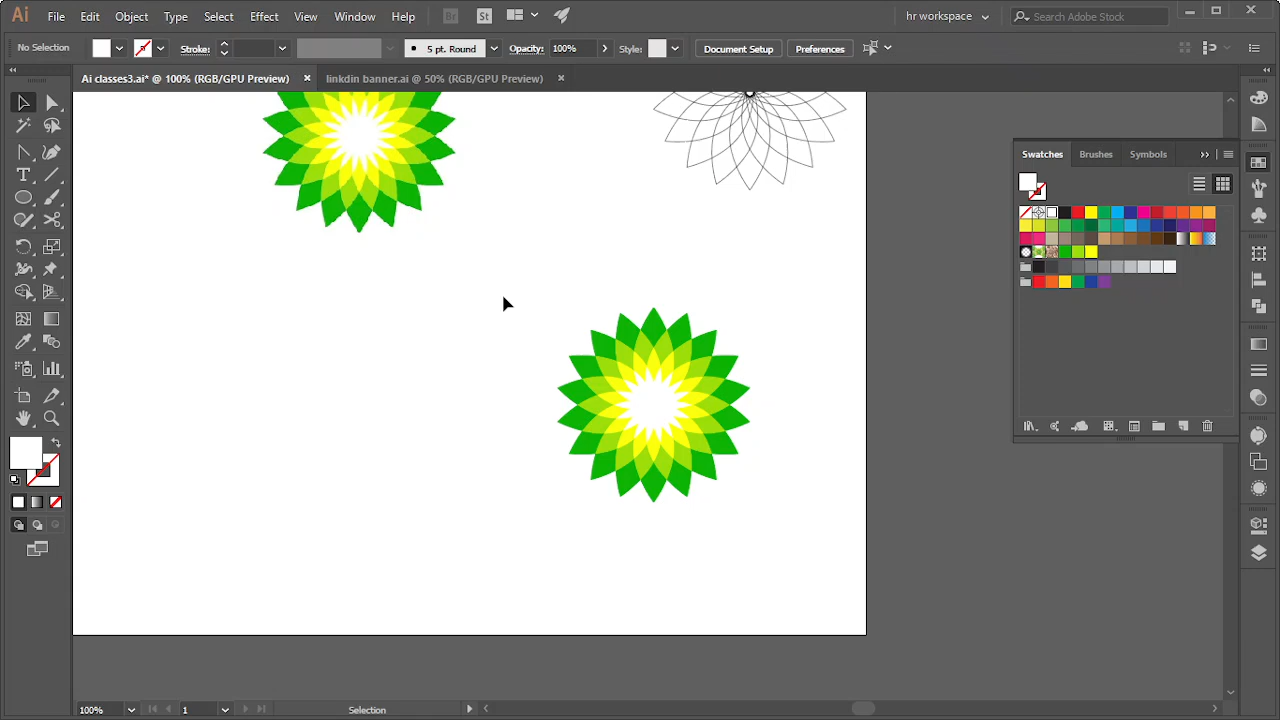 Ai File Edit Object Type Select Effect View Window Help Br St hr workspace Search Adobe Stock
No Selection Stroke: 5 pt. Round Opacity: 100% Style: Document Setup Preferences
Ai classes3.ai* @ 100% (RGB/GPU Preview) × linkdin banner.ai @ 50% (RGB/GPU Preview) ×
Swatches Brushes Symbols
T
100% 1 Selection